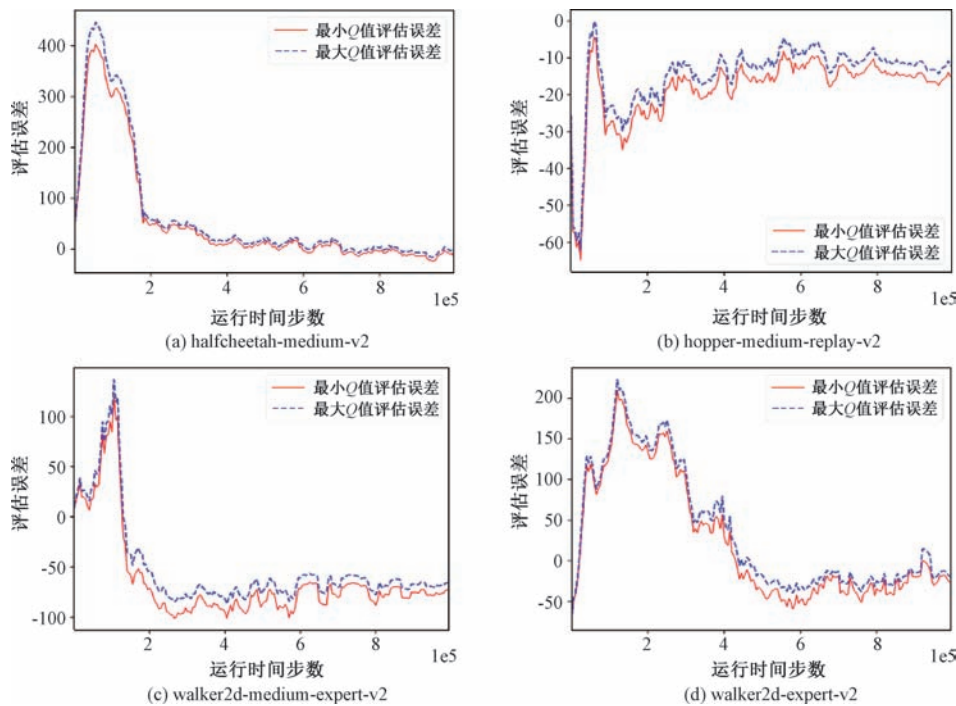 400
300
200
100
0
评估误差
最小Q值评估误差
最大Q值评估误差
2
4
6
8
1e5
运行时间步数
(a) halfcheetah-medium-v2
0
-10
-20
-30
-40
-50
-60
评估误差
最小Q值评估误差
最大Q值评估误差
2
4
6
8
1e5
运行时间步数
(b) hopper-medium-replay-v2
100
50
0
-50
-100
评估误差
最小Q值评估误差
最大Q值评估误差
2
4
6
8
1e5
运行时间步数
(c) walker2d-medium-expert-v2
200
150
100
50
0
-50
评估误差
最小Q值评估误差
最大Q值评估误差
2
4
6
8
1e5
运行时间步数
(d) walker2d-expert-v2